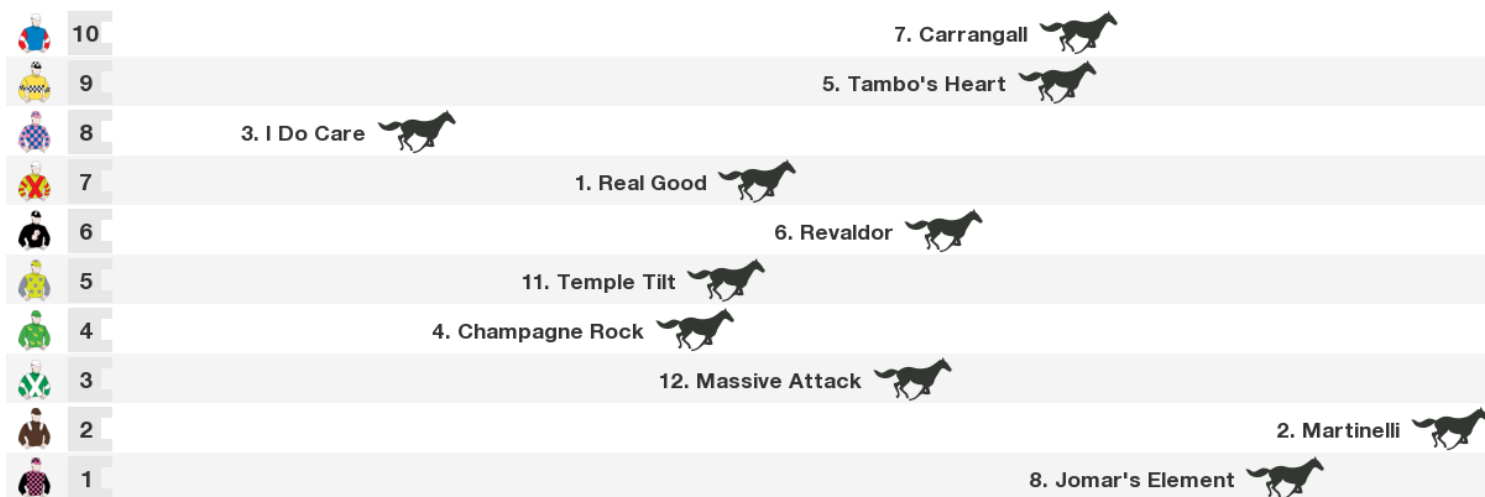 10 7. Carrangall
9 5. Tambo's Heart
8 3. I Do Care
7 1. Real Good
6 6. Revaldor
5 11. Temple Tilt
4 4. Champagne Rock
3 12. Massive Attack
2 2. Martinelli
1 8. Jomar's Element